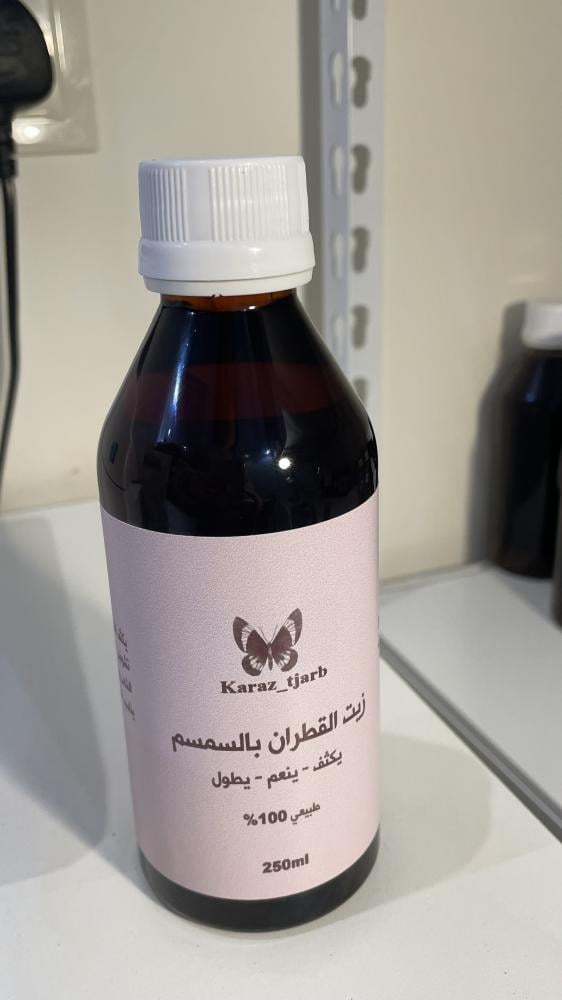 Karaz_tjarb
زيت القطران بالسمسم
يكثف - ينعم - يطول
طبيعي 100%
250ml